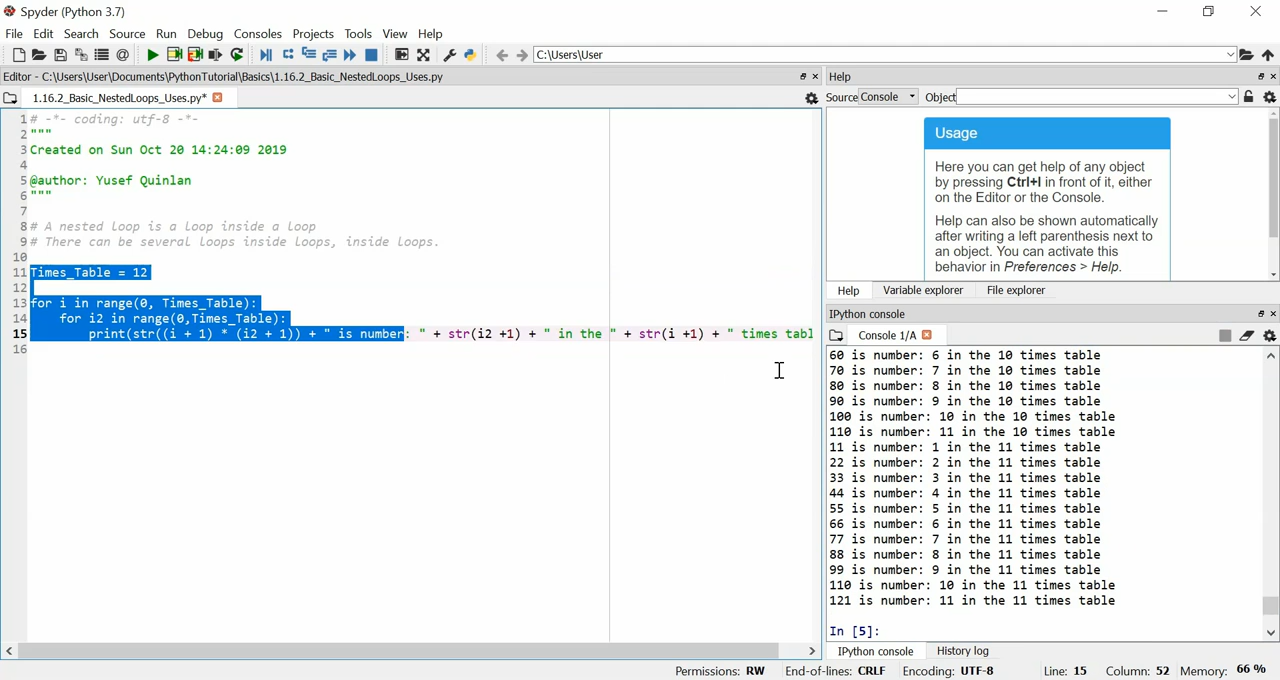 Spyder (Python 3.7)
File Edit Search Source Run Debug Consoles Projects Tools View Help
C:\Users\User
Editor - C:\Users\User\Documents\PythonTutorial\Basics\1.16.2_Basic_NestedLoops_Uses.py
1.16.2_Basic_NestedLoops_Uses.py*
1 # -*- coding: utf-8 -*-
2 """
3 Created on Sun Oct 20 14:24:09 2019
4
5 @author: Yusef Quinlan
6 """
7
8 # A nested loop is a loop inside a loop
9 # There can be several loops inside loops, inside loops.
10
11 Times_Table = 12
12
13 for i in range(0, Times_Table):
14     for i2 in range(0,Times_Table):
15         print(str((i + 1) * (i2 + 1)) + " is number: " + str(i2 +1) + " in the " + str(i +1) + " times tabl
16
Help
Source Console Object
Usage
Here you can get help of any object
by pressing Ctrl+I in front of it, either
on the Editor or the Console.
Help can also be shown automatically
after writing a left parenthesis next to
an object. You can activate this
behavior in Preferences > Help.
Help Variable explorer File explorer
IPython console
Console 1/A
60 is number: 6 in the 10 times table
70 is number: 7 in the 10 times table
80 is number: 8 in the 10 times table
90 is number: 9 in the 10 times table
100 is number: 10 in the 10 times table
110 is number: 11 in the 10 times table
11 is number: 1 in the 11 times table
22 is number: 2 in the 11 times table
33 is number: 3 in the 11 times table
44 is number: 4 in the 11 times table
55 is number: 5 in the 11 times table
66 is number: 6 in the 11 times table
77 is number: 7 in the 11 times table
88 is number: 8 in the 11 times table
99 is number: 9 in the 11 times table
110 is number: 10 in the 11 times table
121 is number: 11 in the 11 times table
In [5]:
IPython console History log
Permissions: RW End-of-lines: CRLF Encoding: UTF-8 Line: 15 Column: 52 Memory: 66 %